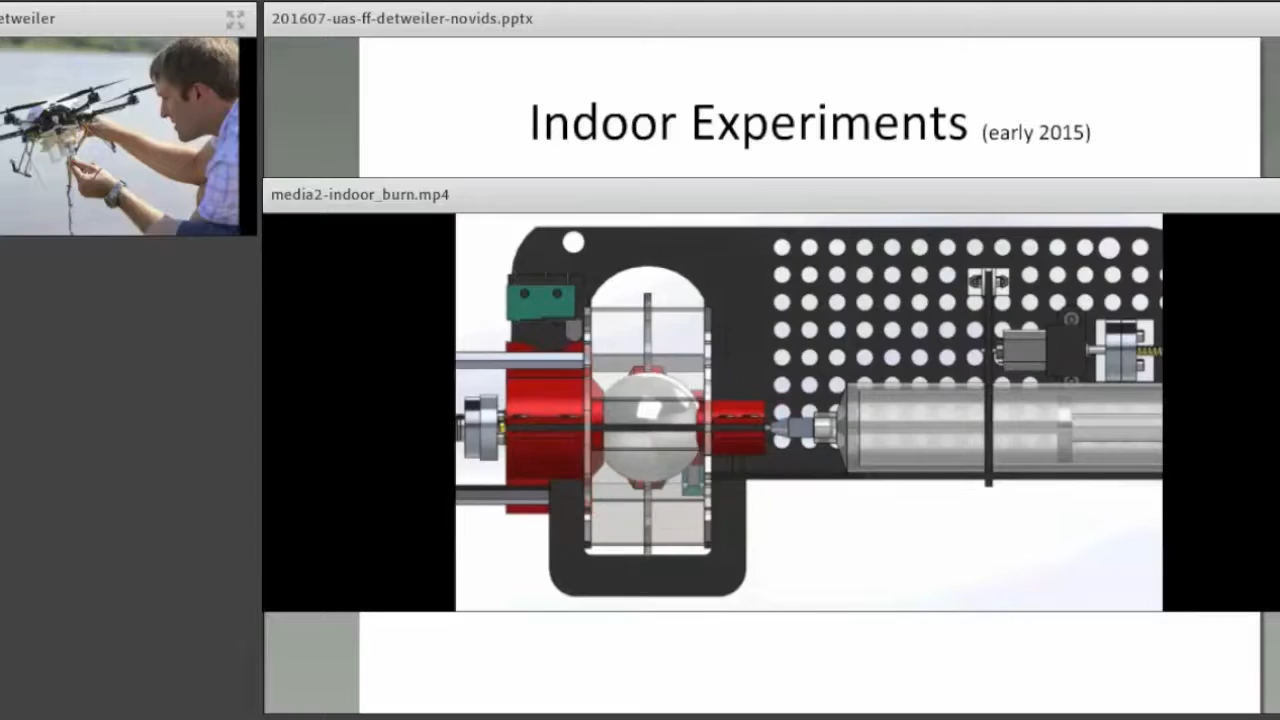 etweiler
201607-uas-ff-detweiler-novids.pptx
Indoor Experiments (early 2015)
media2-indoor_burn.mp4